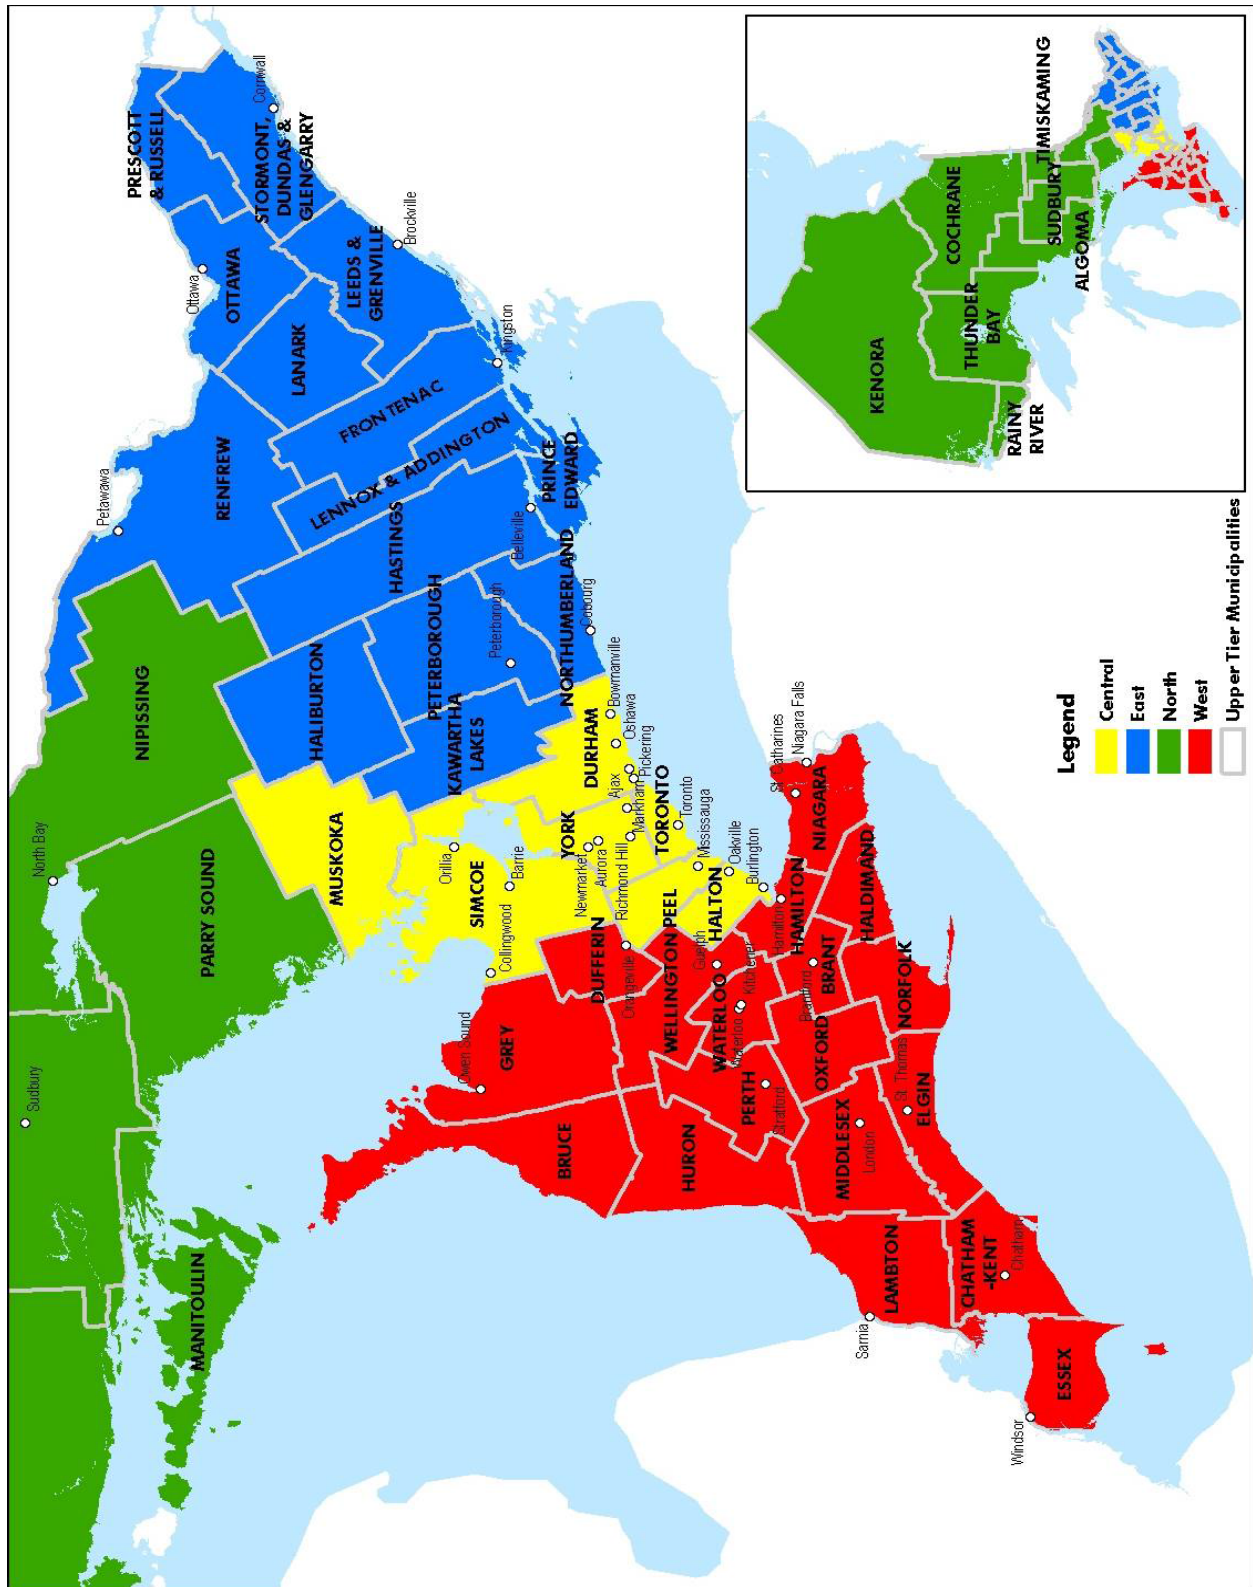 Sudbury
North Bay
Petawawa
Ottawa
PRESCOTT
& RUSSELL
Cornwall
STORMONT,
DUNDAS &
GLENGARRY
OTTAWA
LEEDS &
GRENVILLE
Brockville
LANARK
RENFREW
FRONTENAC
Kingston
LENNOX & ADDINGTON
HASTINGS
PRINCE
EDWARD
Belleville
NIPISSING
HALIBURTON
PETERBOROUGH
Peterborough
NORTHUMBERLAND
Cobourg
KAWARTHA
LAKES
MANITOULIN
PARRY SOUND
MUSKOKA
Orillia
SIMCOE
Barrie
Collingwood
DURHAM
Bowmanville
Oshawa
Ajax
Pickering
YORK
Newmarket
Aurora
Richmond Hill
Markham
TORONTO
Toronto
Mississauga
PEEL
HALTON
Oakville
Burlington
Owen Sound
GREY
DUFFERIN
Orangeville
BRUCE
WELLINGTON
Guelph
HURON
WATERLOO
Waterloo
Kitchener
PERTH
Stratford
Hamilton
HAMILTON
St. Catharines
Niagara Falls
NIAGARA
OXFORD
Brantford
BRANT
HALDIMAND
MIDDLESEX
London
NORFOLK
St. Thomas
ELGIN
Sarnia
LAMBTON
CHATHAM
-KENT
Chatham
Windsor
ESSEX
KENORA
COCHRANE
TIMISKAMING
THUNDER
BAY
SUDBURY
ALGOMA
RAINY
RIVER
Legend
Central
East
North
West
Upper Tier Municipalities